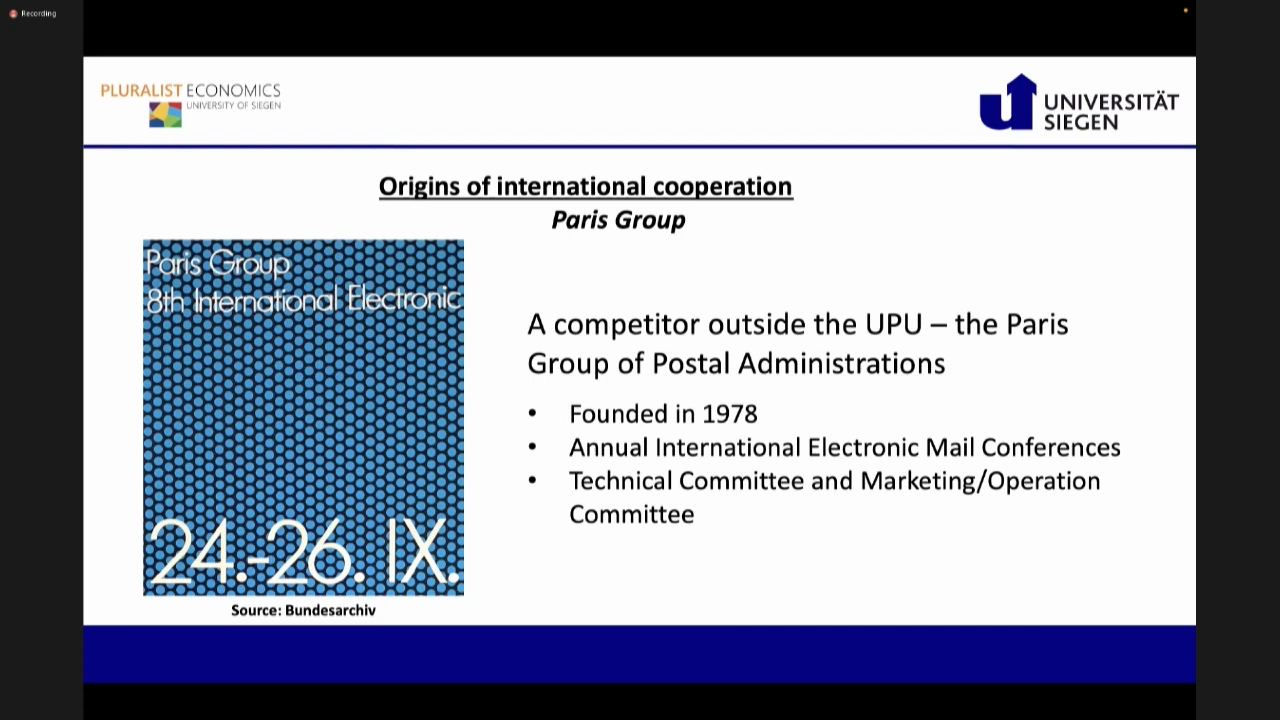 Recording
PLURALIST ECONOMICS
UNIVERSITY OF SIEGEN
UNIVERSITÄT
SIEGEN
Origins of international cooperation
Paris Group
Paris Group
8th International Electronic
24.-26. IX.
Source: Bundesarchiv
A competitor outside the UPU – the Paris
Group of Postal Administrations
• Founded in 1978
• Annual International Electronic Mail Conferences
• Technical Committee and Marketing/Operation
Committee